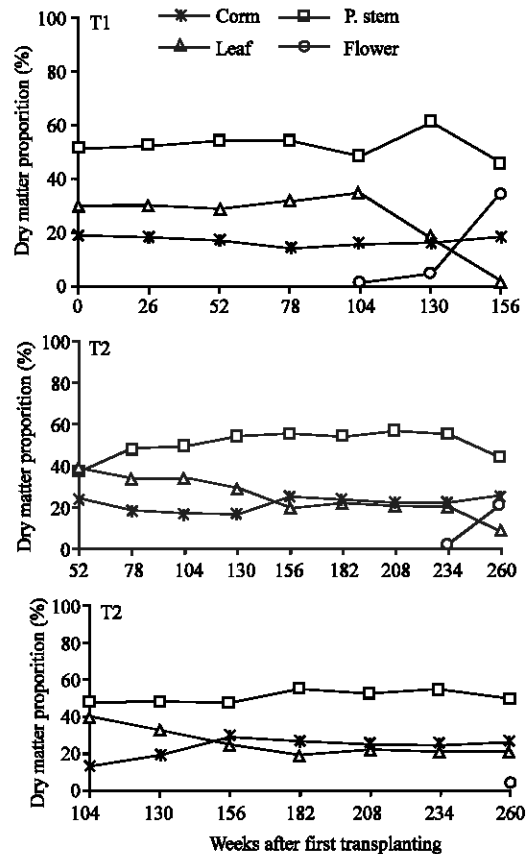 Corm
P. stem
Leaf
Flower
T1
Dry matter proportion (%)
100
80
60
40
20
0
0 26 52 78 104 130 156
T2
Dry matter proportion (%)
100
80
60
40
20
0
52 78 104 130 156 182 208 234 260
T2
Dry matter proportion (%)
100
80
60
40
20
0
104 130 156 182 208 234 260
Weeks after first transplanting